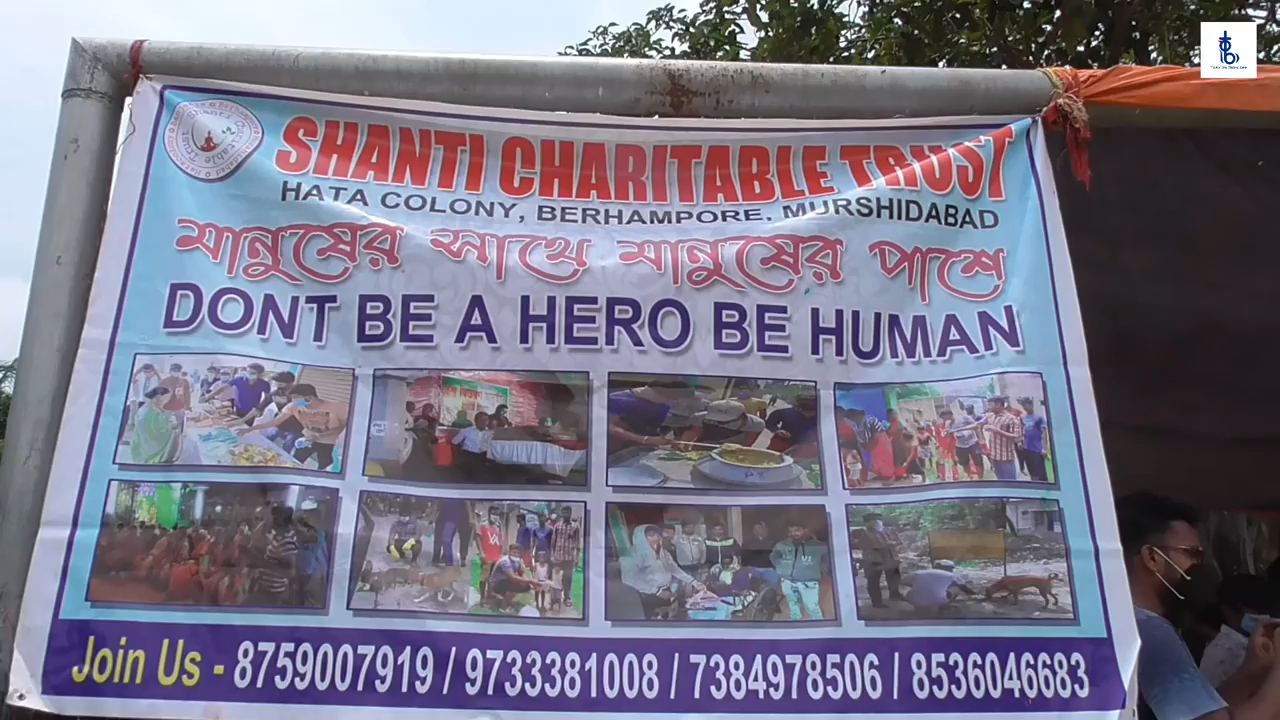 SHANTI CHARITABLE TRUST
HATA COLONY, BERHAMPORE. MURSHIDABAD
মানুষের সাথে মানুষের পাশে
DONT BE A HERO BE HUMAN
Join Us - 8759007919 / 9733381008 / 7384978506 / 8536046683